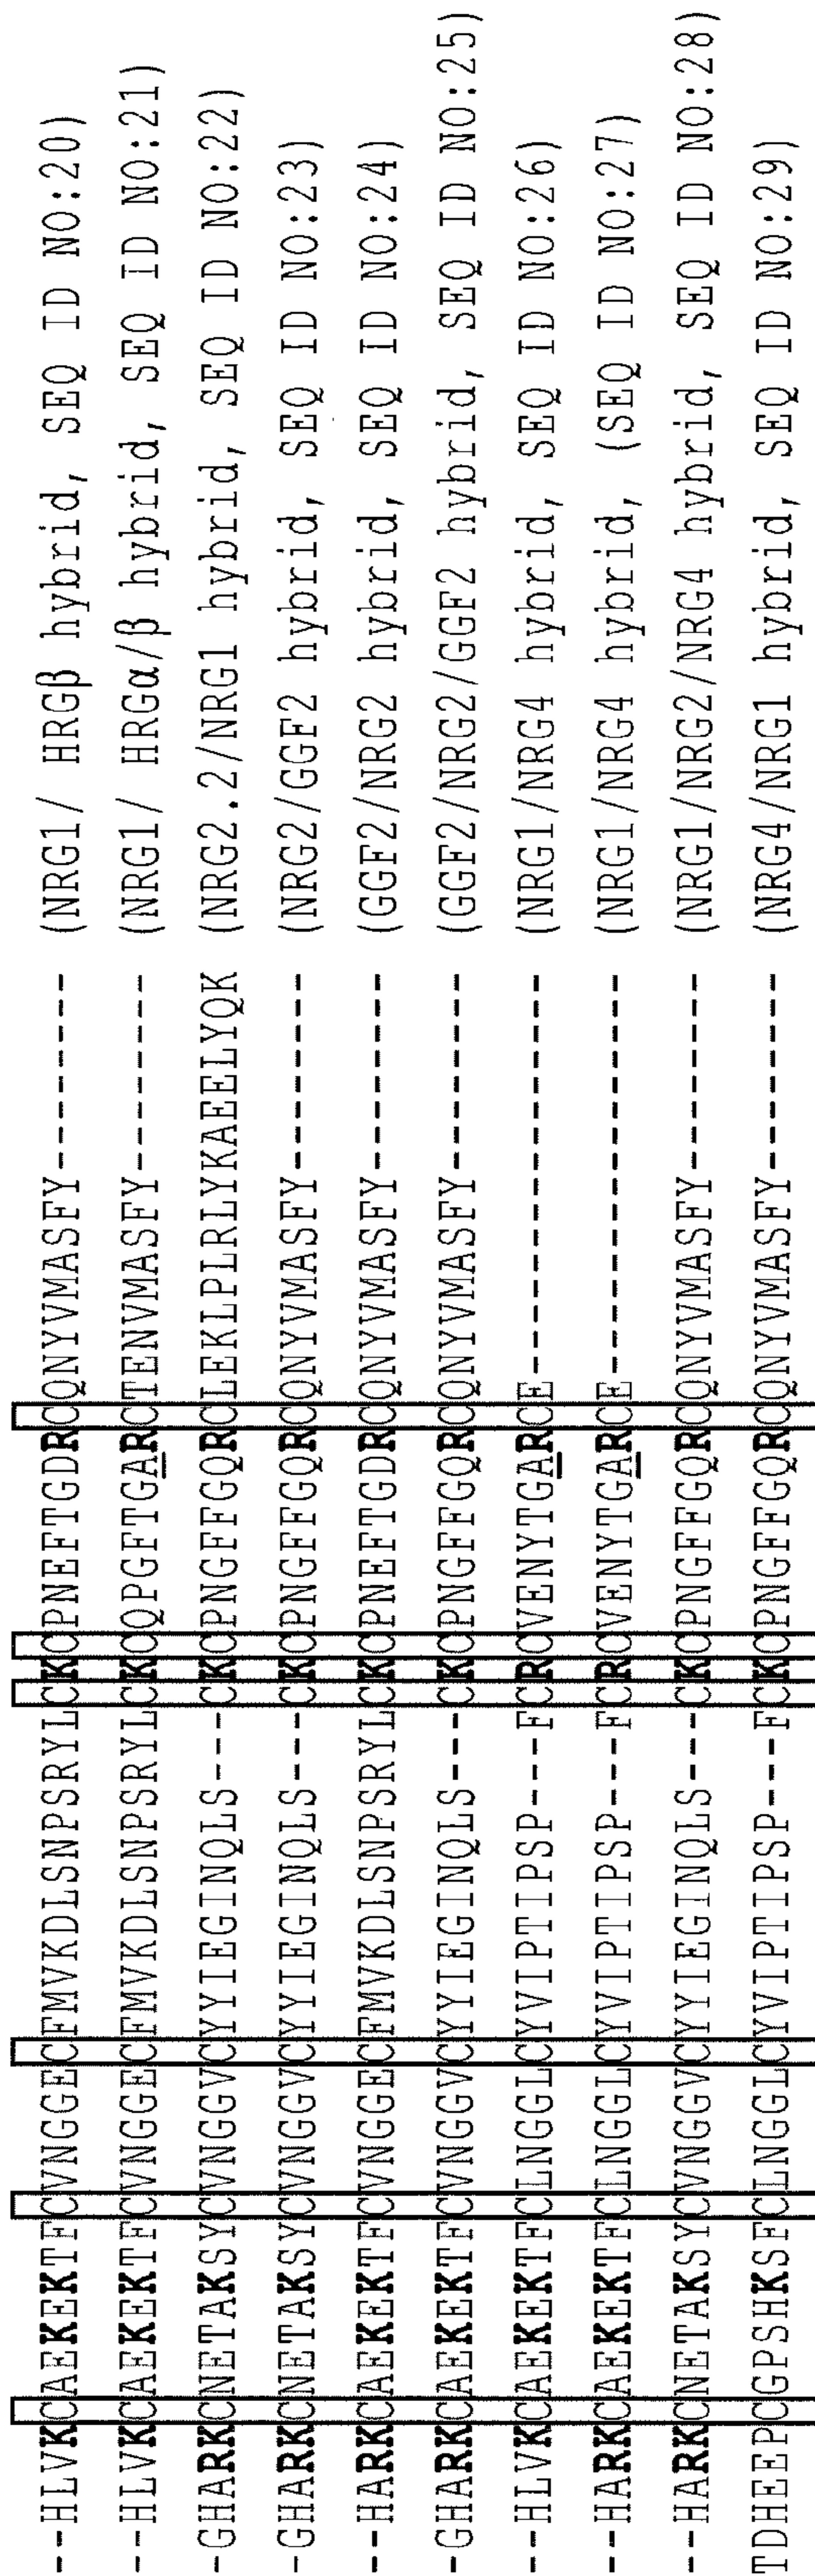 --HLVKCAEKEKTFCVNGGECFMVKDLSNPSRYLCKCPNEFTGDRCQNYVMASFY--------- (NRG1/ HRGβ hybrid, SEQ ID NO:20)
--HLVKCAEKEKTFCVNGGECFMVKDLSNPSRYLCKCQPGFTGARCTENVMASFY--------- (NRG1/ HRGα/β hybrid, SEQ ID NO:21)
-GHARKCNETAKSYCVNGGVCYYIEGINQLS---CKCPNGFFGQRCLEKLPLRLYKAEELYQK (NRG2.2/NRG1 hybrid, SEQ ID NO:22)
-GHARKCNETAKSYCVNGGVCYYIEGINQLS---CKCPNGFFGQRCQNYVMASFY--------- (NRG2/GGF2 hybrid, SEQ ID NO:23)
--HARKCAEKEKTFCVNGGECFMVKDLSNPSRYLCKCPNEFTGDRCQNYVMASFY--------- (GGF2/NRG2 hybrid, SEQ ID NO:24)
-GHARKCAEKEKTFCVNGGVCYYIEGINQLS---CKCPNGFFGQRCQNYVMASFY--------- (GGF2/NRG2/GGF2 hybrid, SEQ ID NO:25)
--HLVKCAEKEKTFCLNGGLCYVIPTIPSP---FCRCVENYTGARCE------------------ (NRG1/NRG4 hybrid, SEQ ID NO:26)
--HARKCAEKEKTFCLNGGLCYVIPTIPSP---FCRCVENYTGARCE------------------ (NRG1/NRG4 hybrid, (SEQ ID NO:27)
--HARKCNETAKSYCVNGGVCYYIEGINQLS---CKCPNGFFGQRCQNYVMASFY--------- (NRG1/NRG2/NRG4 hybrid, SEQ ID NO:28)
TDHEEPCGPSHKSFCLNGGLCYVIPTIPSP---FCKCPNGFFGQRCQNYVMASFY--------- (NRG4/NRG1 hybrid, SEQ ID NO:29)